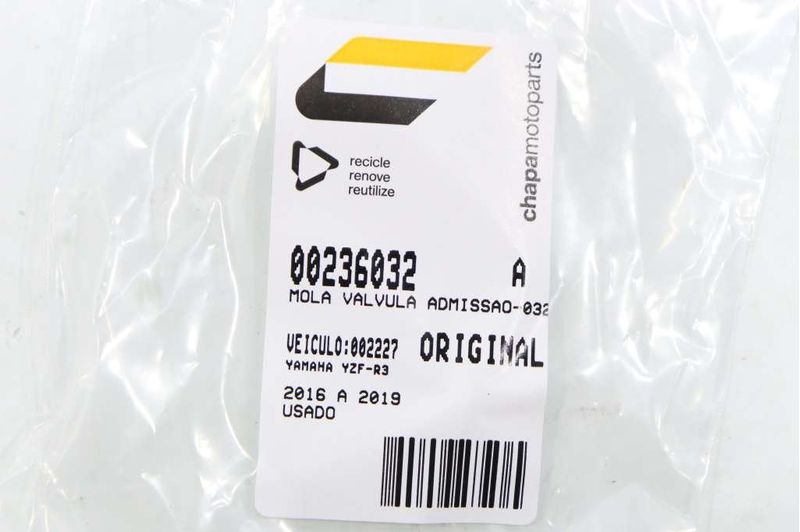 chapamotoparts
recicle
renove
reutilize
00236032 A
MOLA VALVULA ADMISSAO-032
VEICULO:002227 ORIGINAL
YAMAHA YZF-R3
2016 A 2019
USADO